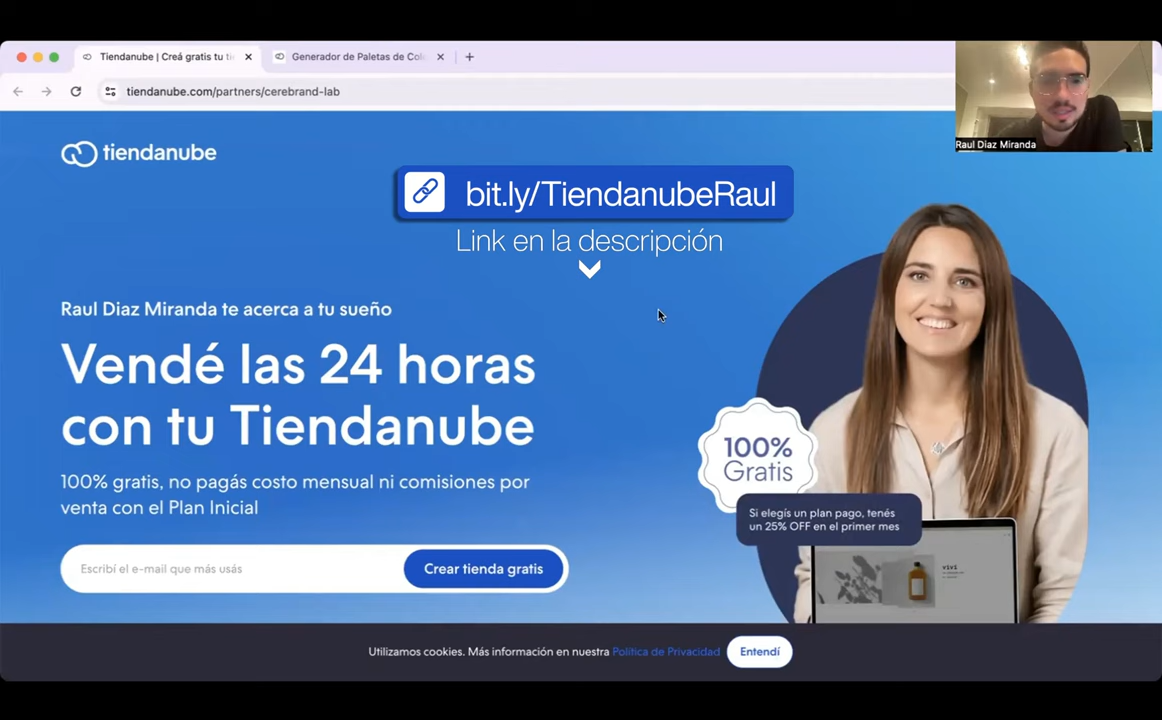 Tiendanube | Creá gratis tu ti
Generador de Paletas de Colo
tiendanube.com/partners/cerebrand-lab
Raul Diaz Miranda
tiendanube
bit.ly/TiendanubeRaul
Link en la descripción
Raul Diaz Miranda te acerca a tu sueño
Vendé las 24 horas
con tu Tiendanube
100% gratis, no pagás costo mensual ni comisiones por
venta con el Plan Inicial
100%
Gratis
Si elegís un plan pago, tenés
un 25% OFF en el primer mes
Escribí el e-mail que más usás
Crear tienda gratis
vivi
Utilizamos cookies. Más información en nuestra Política de Privacidad
Entendí